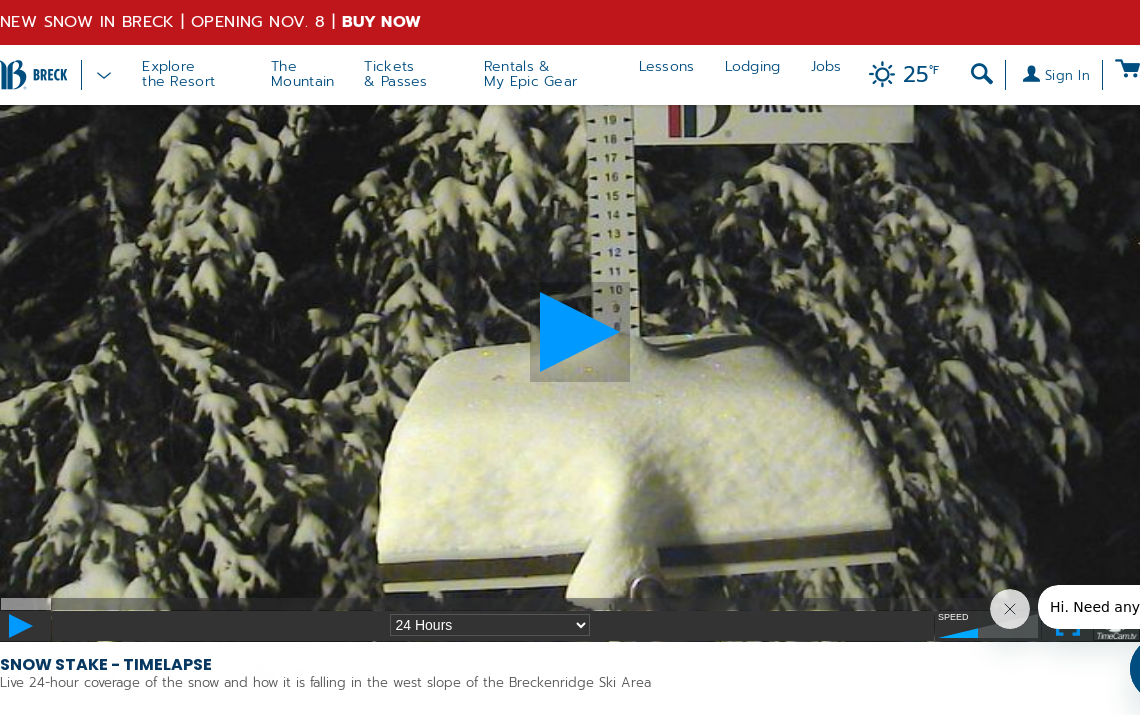 NEW SNOW IN BRECK | OPENING NOV. 8 | BUY NOW
B BRECK
Explore
the Resort
The
Mountain
Tickets
& Passes
Rentals &
My Epic Gear
Lessons
Lodging
Jobs
25°F
Sign In
BRECK
19
18
17
16
15
14
13
12
11
10
9
8
24 Hours
SPEED
Hi. Need any
TimeCam.tv
SNOW STAKE - TIMELAPSE
Live 24-hour coverage of the snow and how it is falling in the west slope of the Breckenridge Ski Area